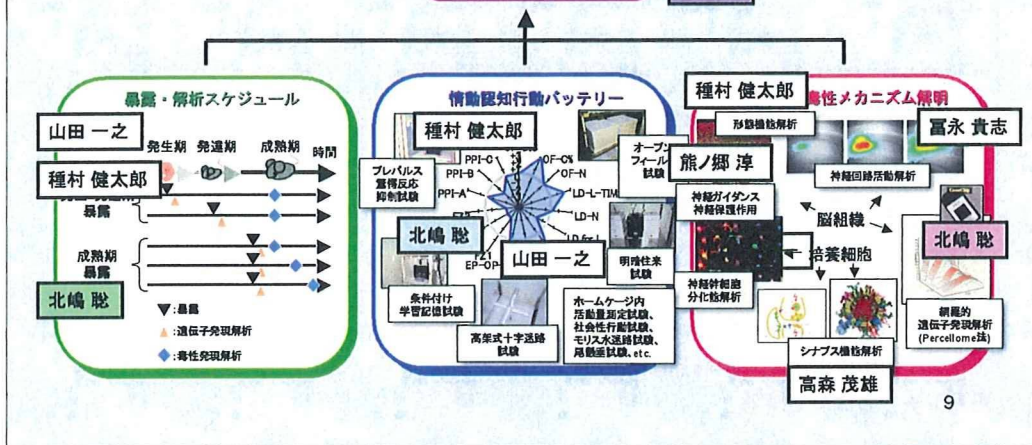 暴露・解析スケジュール
山田 一之
発生期
発達期
成熟期
時間
種村 健太郎
暴露
成熟期
暴露
北嶋 聡
:暴露
:遺伝子発現解析
:毒性発現解析
情動認知行動バッテリー
種村 健太郎
プレパルス
驚愕反応
抑制試験
PPI-C
PPI-B
PPI-A
OF-C%
OF-N
LD-L-TIM
LD-N
オープン
フィールド
試験
北嶋 聡
EP-OP
山田 一之
明暗往来
試験
条件付け
学習記憶試験
高架式十字迷路
試験
ホームケージ内
活動量測定試験、
社会性行動試験、
モリス水迷路試験、
尾懸垂試験、etc.
種村 健太郎
毒性メカニズム解明
形態機能解析
冨永 貴志
熊ノ郷 淳
神経回路活動解析
神経ガイダンス
神経保護作用
脳組織
北嶋 聡
培養細胞
神経幹細胞
分化能解析
網羅的
遺伝子発現解析
(Percellome法)
シナプス機能解析
高森 茂雄
9